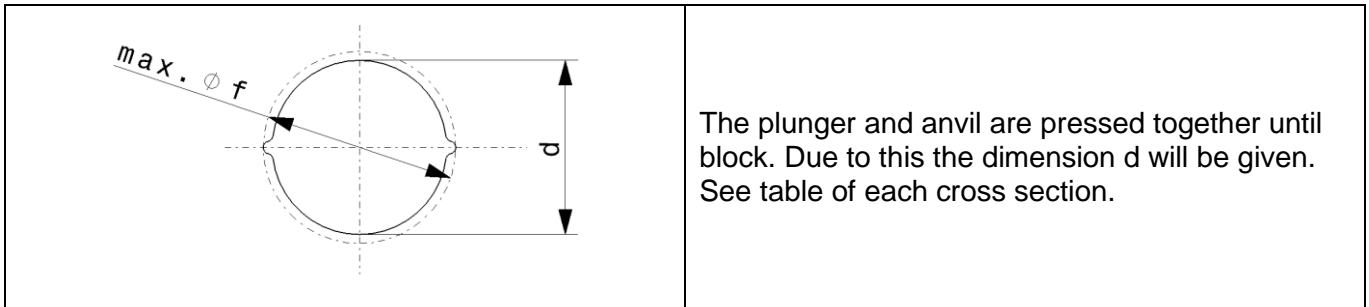 max. ⌀ f
d
The plunger and anvil are pressed together until
block. Due to this the dimension d will be given.
See table of each cross section.